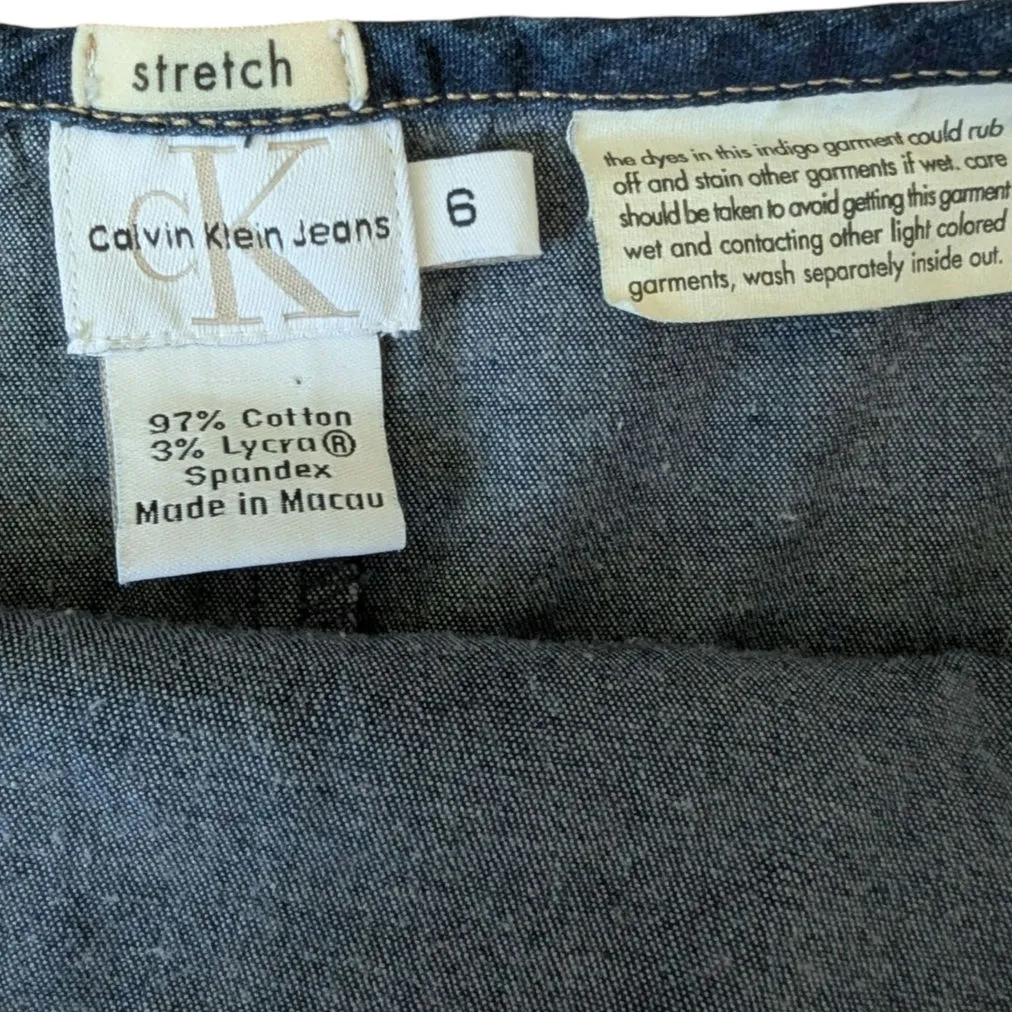 stretch
cK
Calvin Klein Jeans
6
97% Cotton
3% Lycra®
Spandex
Made in Macau
the dyes in this indigo garment could rub
off and stain other garments if wet. care
should be taken to avoid getting this garment
wet and contacting other light colored
garments, wash separately inside out.